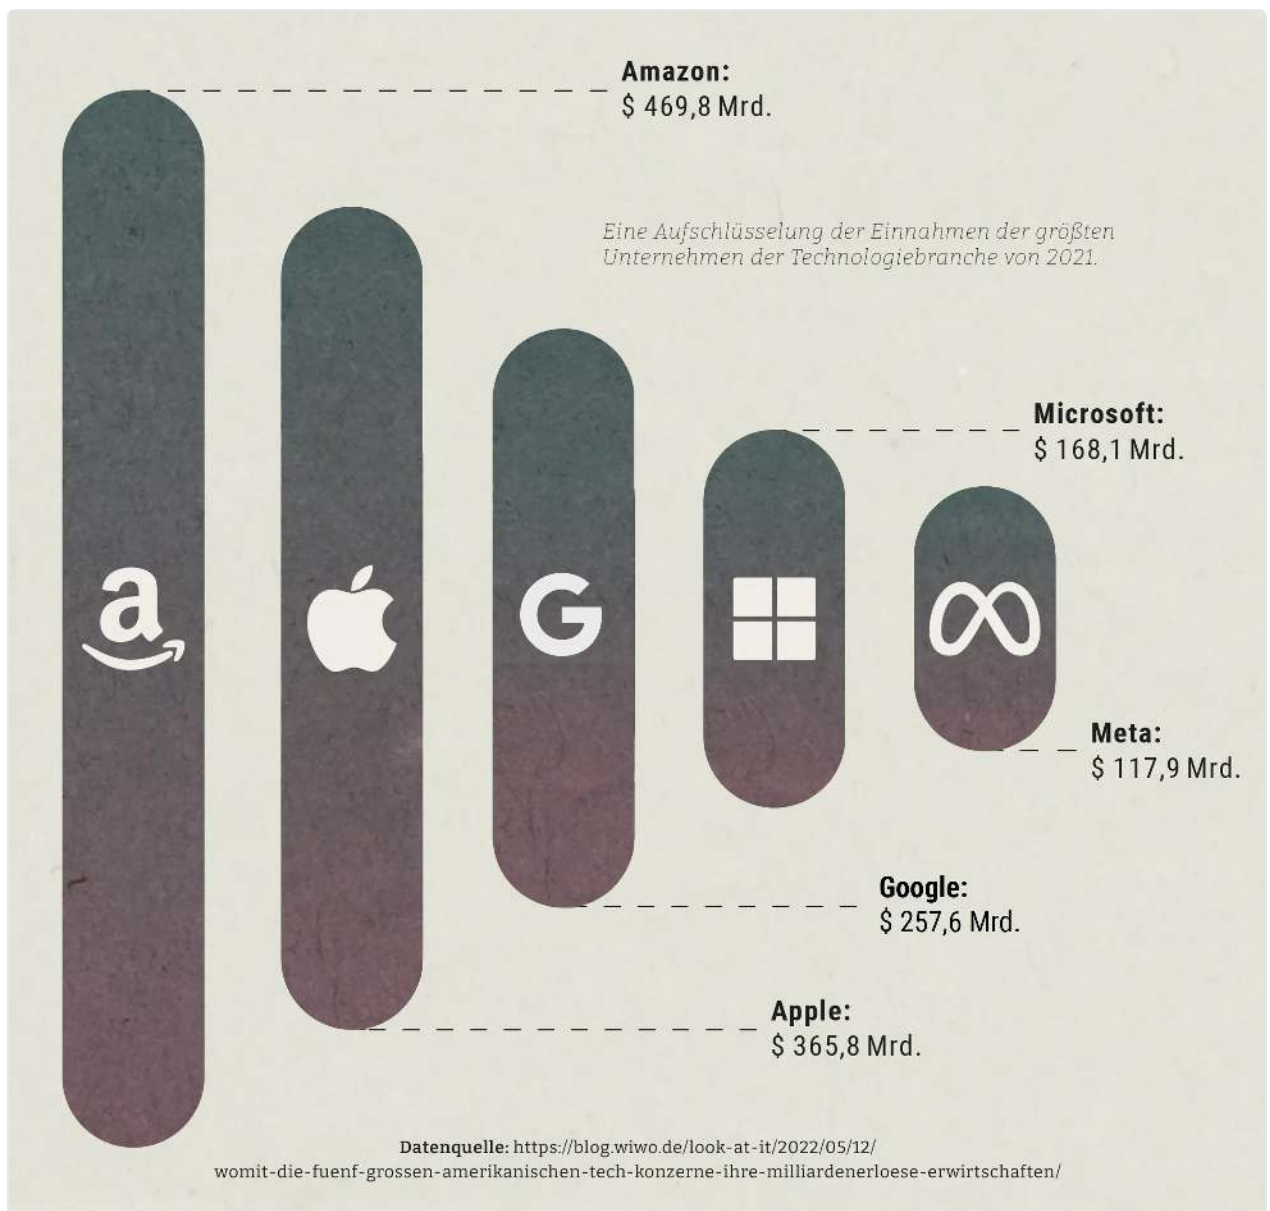 Amazon:
$ 469,8 Mrd.
Eine Aufschlüsselung der Einnahmen der größten
Unternehmen der Technologiebranche von 2021.
Microsoft:
$ 168,1 Mrd.
a
G
Meta:
$ 117,9 Mrd.
Google:
$ 257,6 Mrd.
Apple:
$ 365,8 Mrd.
Datenquelle: https://blog.wiwo.de/look-at-it/2022/05/12/
womit-die-fuenf-grossen-amerikanischen-tech-konzerne-ihre-milliardenerloese-erwirtschaften/